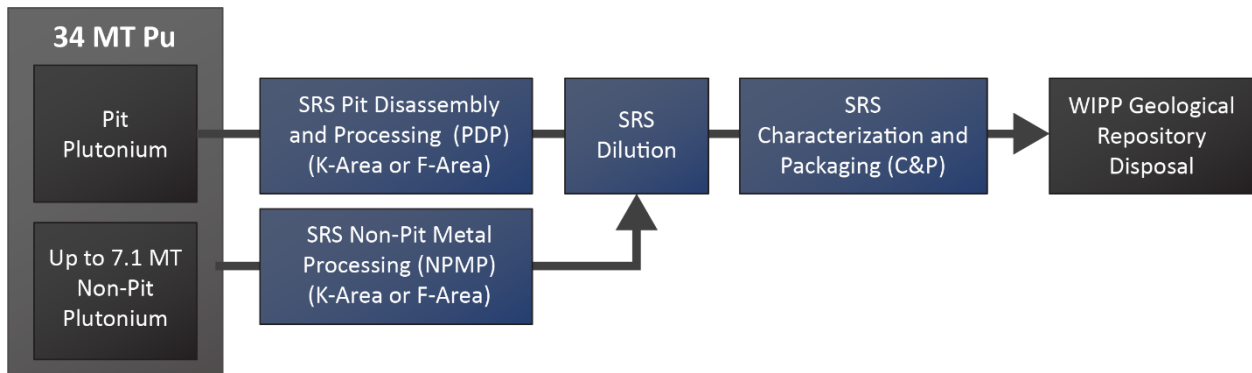 34 MT Pu
Pit
Plutonium
Up to 7.1 MT
Non-Pit
Plutonium
SRS Pit Disassembly
and Processing (PDP)
(K-Area or F-Area)
SRS Non-Pit Metal
Processing (NPMP)
(K-Area or F-Area)
SRS
Dilution
SRS
Characterization and
Packaging (C&P)
WIPP Geological
Repository
Disposal